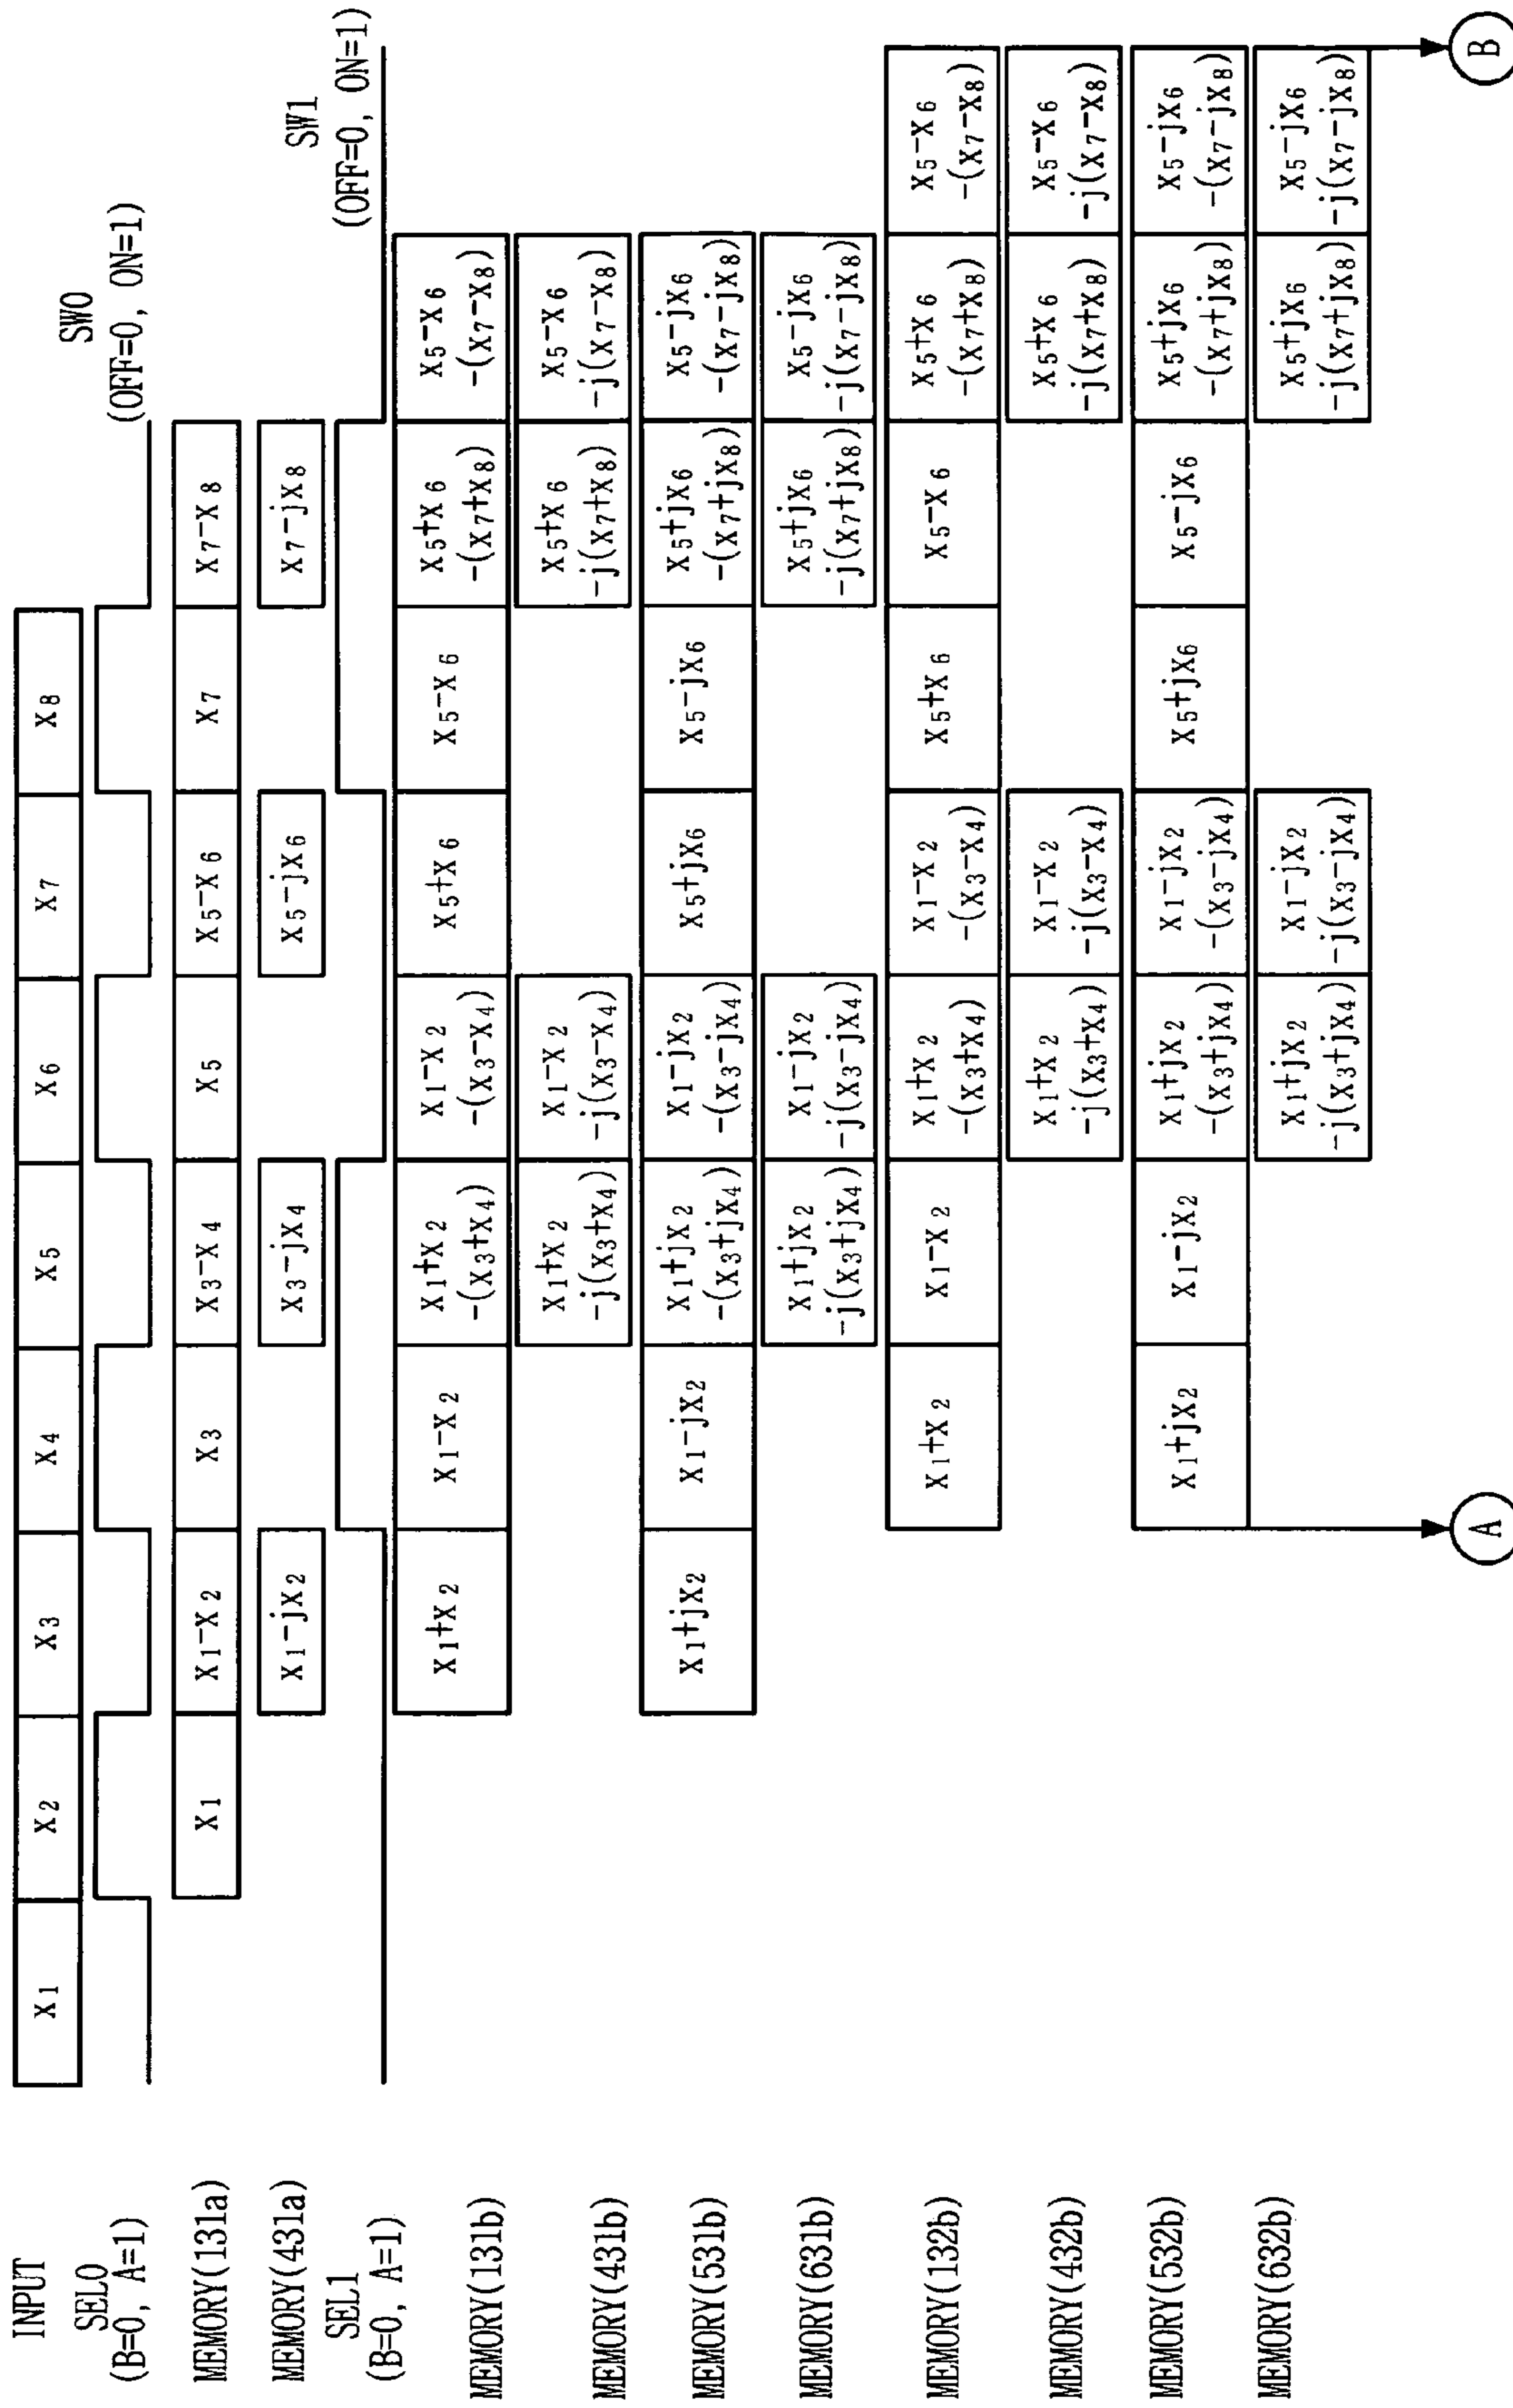 INPUT
X1
X2
X3
X4
X5
X6
X7
X8
SEL0
(B=0, A=1)
SW0
(OFF=0, ON=1)
MEMORY(131a)
X1
X1-X2
X3
X3-X4
X5
X5-X6
X7
X7-X8
MEMORY(431a)
X1-jX2
X3-jX4
X5-jX6
X7-jX8
SEL1
(B=0, A=1)
SW1
(OFF=0, ON=1)
MEMORY(131b)
X1+X2
X1-X2
X1+X2
-(X3+X4)
X1-X2
-(X3-X4)
X5+X6
X5-X6
X5+X6
-(X7+X8)
X5-X6
-(X7-X8)
MEMORY(431b)
X1+X2
-j(X3+X4)
X1-X2
-j(X3-X4)
X5+X6
-j(X7+X8)
X5-X6
-j(X7-X8)
MEMORY(531b)
X1+jX2
X1-jX2
X1+jX2
-(X3+jX4)
X1-jX2
-(X3-jX4)
X5+jX6
X5-jX6
X5+jX6
-(X7+jX8)
X5-jX6
-(X7-jX8)
MEMORY(631b)
X1+jX2
-j(X3+jX4)
X1-jX2
-j(X3-jX4)
X5+jX6
-j(X7+jX8)
X5-jX6
-j(X7-jX8)
MEMORY(132b)
X1+X2
X1-X2
X1+X2
-(X3+X4)
X1-X2
-(X3-X4)
X5+X6
X5-X6
X5+X6
-(X7+X8)
X5-X6
-(X7-X8)
MEMORY(432b)
X1+X2
-j(X3+X4)
X1-X2
-j(X3-X4)
X5+X6
-j(X7+X8)
X5-X6
-j(X7-X8)
MEMORY(532b)
X1+jX2
X1-jX2
X1+jX2
-(X3+jX4)
X1-jX2
-(X3-jX4)
X5+jX6
X5-jX6
X5+jX6
-(X7+jX8)
X5-jX6
-(X7-jX8)
MEMORY(632b)
X1+jX2
-j(X3+jX4)
X1-jX2
-j(X3-jX4)
X5+jX6
-j(X7+jX8)
X5-jX6
-j(X7-jX8)
A
B